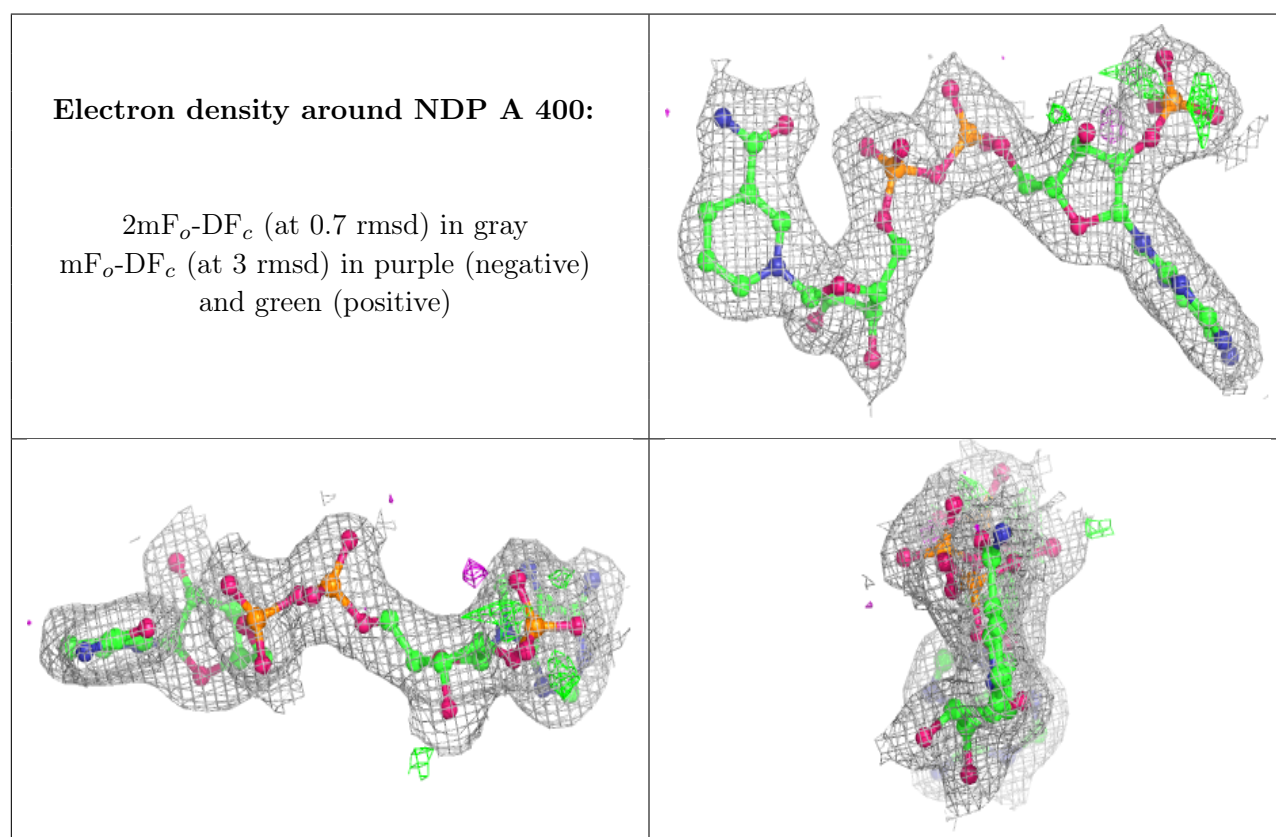 Electron density around NDP A 400:
2mFo-DFc (at 0.7 rmsd) in gray
mFo-DFc (at 3 rmsd) in purple (negative)
and green (positive)